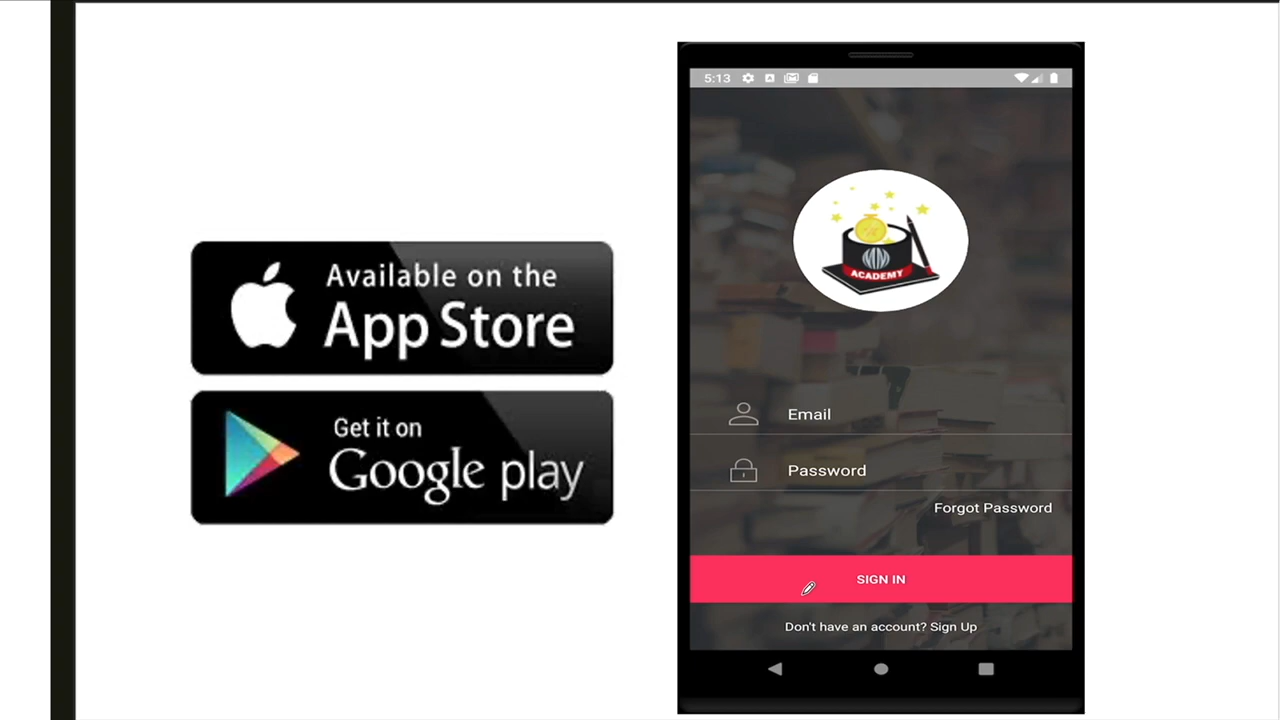 Available on the
App Store
Get it on
Google play
5:13
ACADEMY
Email
Password
Forgot Password
SIGN IN
Don't have an account? Sign Up